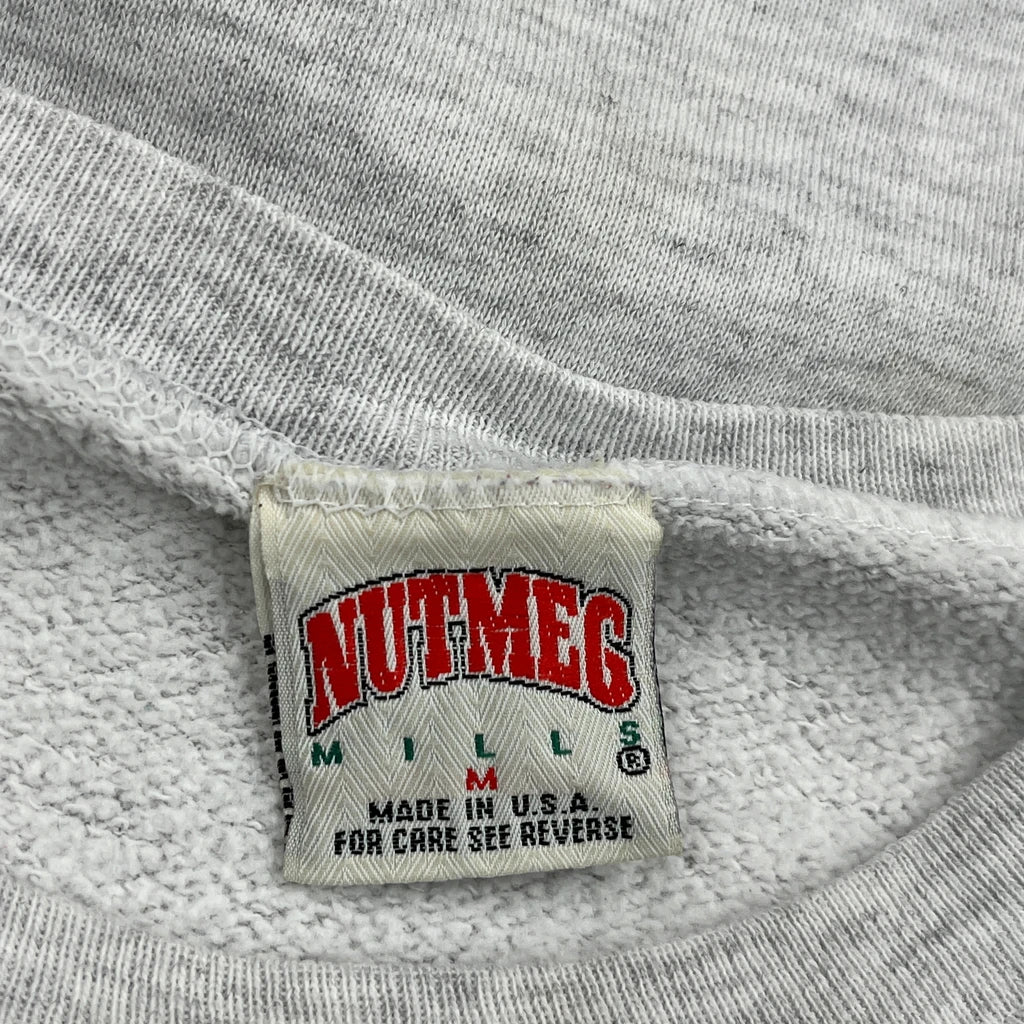 NUTMEG
MILLS®
M
MADE IN U.S.A.
FOR CARE SEE REVERSE